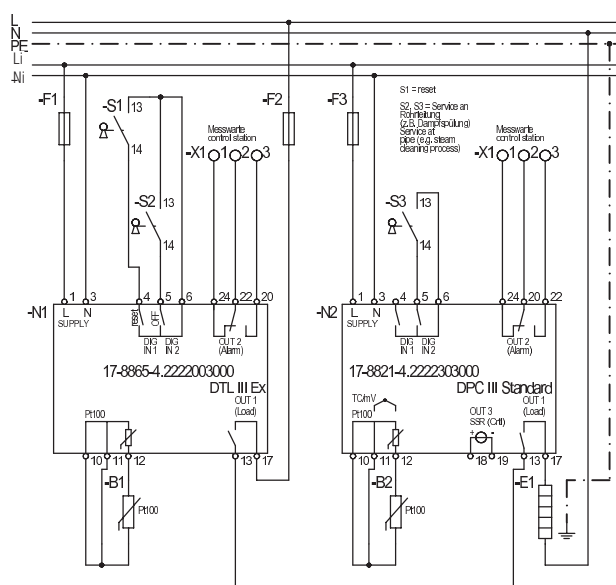 L
N
PE
Li
Ni
-F1
-S1
13
14
-F2
-F3
S1 = reset
S2, S3 = Service an
Rohrleitung
(z.B. Dampfspülung)
Service at
pipe (e.g. steam
cleaning process)
Messwarte
control station
-X1 1 2 3
Messwarte
control station
-X1 1 2 3
-S2
13
14
-S3
13
14
-N1
1 3 4 5 6 24 22 20
L N
SUPPLY
reset
OFF
DIG
IN 1
DIG
IN 2
OUT 2
(Alarm)
17-8865-4.2222003000
DTL III Ex
OUT 1
(Load)
Pt100
10 11 12 13 17
-B1
Pt100
-N2
1 3 4 5 6 24 20 22
L N
SUPPLY
DIG
IN 1
DIG
IN 2
OUT 2
(Alarm)
17-8821-4.2222303000
DPC III Standard
TC/mV
OUT 1
(Load)
Pt100
OUT 3
SSR (Crtl)
+ -
10 11 12 18 19 13 17
-B2
Pt100
-E1